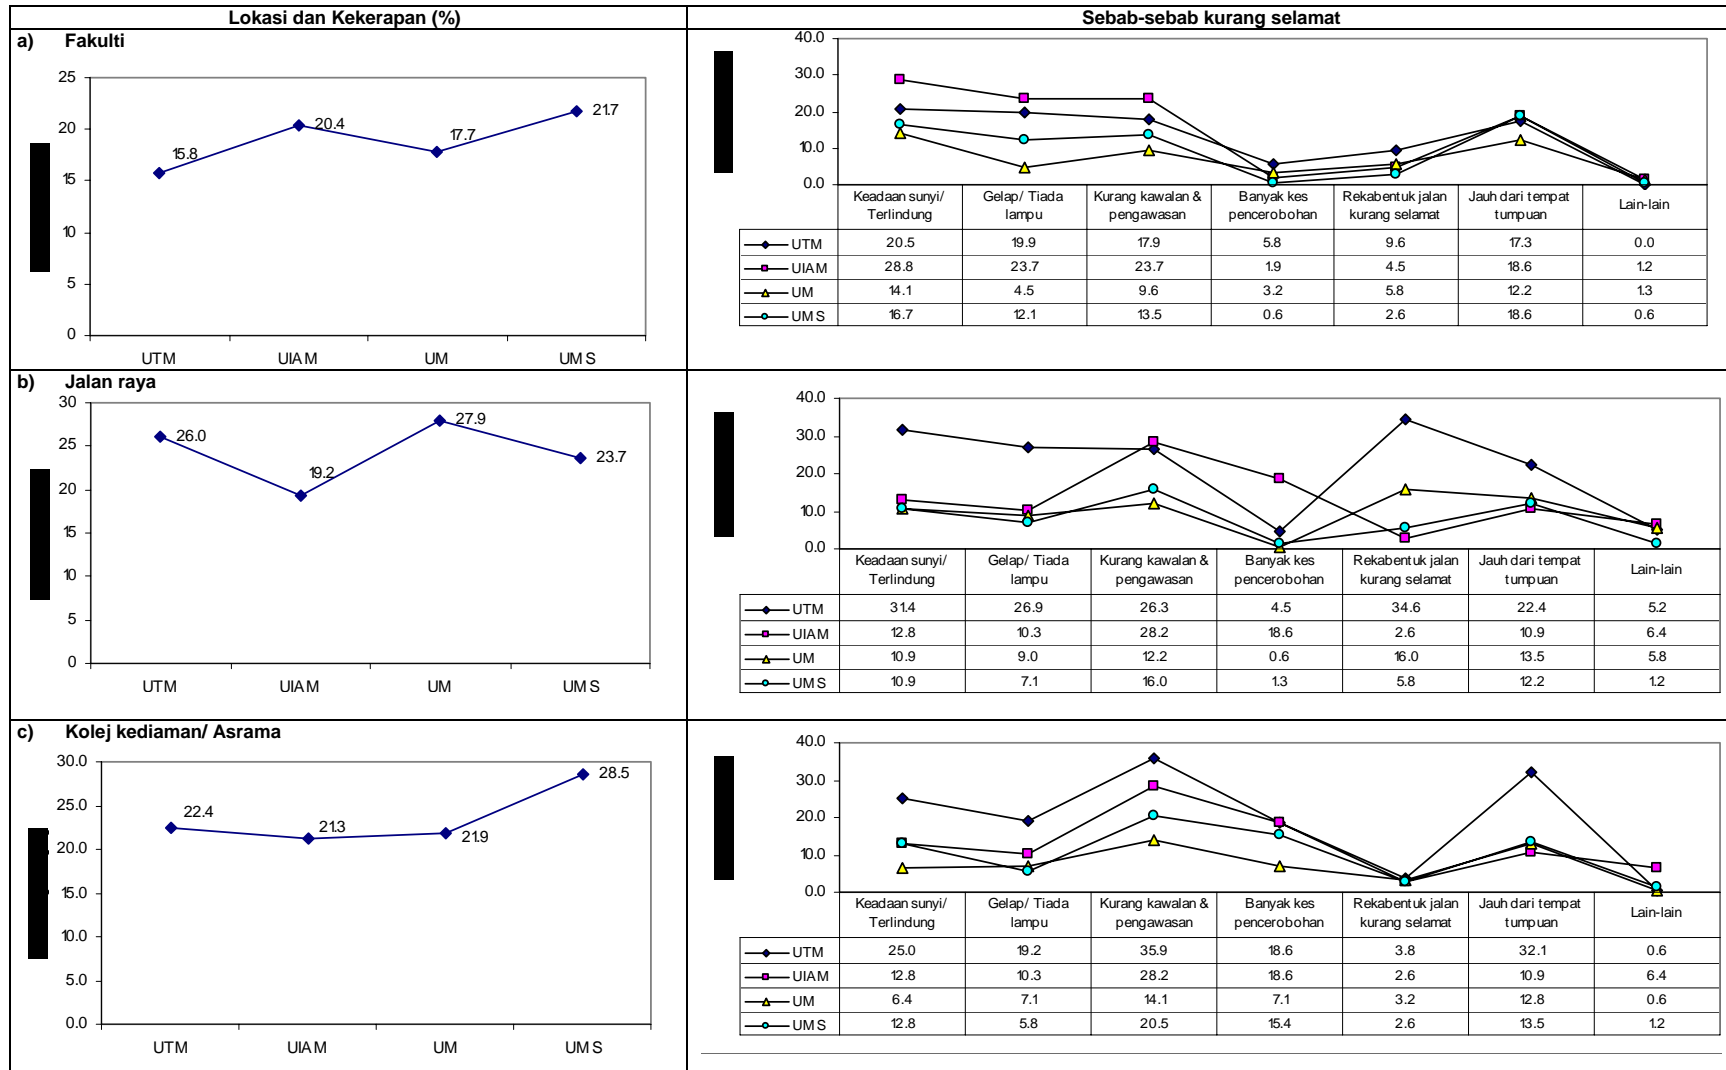 Lokasi dan Kekerapan (%)
Sebab-sebab kurang selamat
a) Fakulti
25
20
15
10
5
0
15.8
20.4
17.7
21.7
UTM UIAM UM UMS
40.0
30.0
20.0
10.0
0.0
Keadaan sunyi/ Gelap/ Tiada Kurang kawalan & Banyak kes Rekabentuk jalan Jauh dari tempat Lain-lain
Terlindung lampu pengawasan pencerobohan kurang selamat tumpuan
UTM 20.5 19.9 17.9 5.8 9.6 17.3 0.0
UIAM 28.8 23.7 23.7 1.9 4.5 18.6 1.2
UM 14.1 4.5 9.6 3.2 5.8 12.2 1.3
UMS 16.7 12.1 13.5 0.6 2.6 18.6 0.6
b) Jalan raya
30
25
20
15
10
5
0
26.0
19.2
27.9
23.7
UTM UIAM UM UMS
40.0
30.0
20.0
10.0
0.0
Keadaan sunyi/ Gelap/ Tiada Kurang kawalan & Banyak kes Rekabentuk jalan Jauh dari tempat Lain-lain
Terlindung lampu pengawasan pencerobohan kurang selamat tumpuan
UTM 31.4 26.9 26.3 4.5 34.6 22.4 5.2
UIAM 12.8 10.3 28.2 18.6 2.6 10.9 6.4
UM 10.9 9.0 12.2 0.6 16.0 13.5 5.8
UMS 10.9 7.1 16.0 1.3 5.8 12.2 1.2
c) Kolej kediaman/ Asrama
30.0
25.0
20.0
15.0
10.0
5.0
0.0
22.4
21.3
21.9
28.5
UTM UIAM UM UMS
40.0
30.0
20.0
10.0
0.0
Keadaan sunyi/ Gelap/ Tiada Kurang kawalan & Banyak kes Rekabentuk jalan Jauh dari tempat Lain-lain
Terlindung lampu pengawasan pencerobohan kurang selamat tumpuan
UTM 25.0 19.2 35.9 18.6 3.8 32.1 0.6
UIAM 12.8 10.3 28.2 18.6 2.6 10.9 6.4
UM 6.4 7.1 14.1 7.1 3.2 12.8 0.6
UMS 12.8 5.8 20.5 15.4 2.6 13.5 1.2